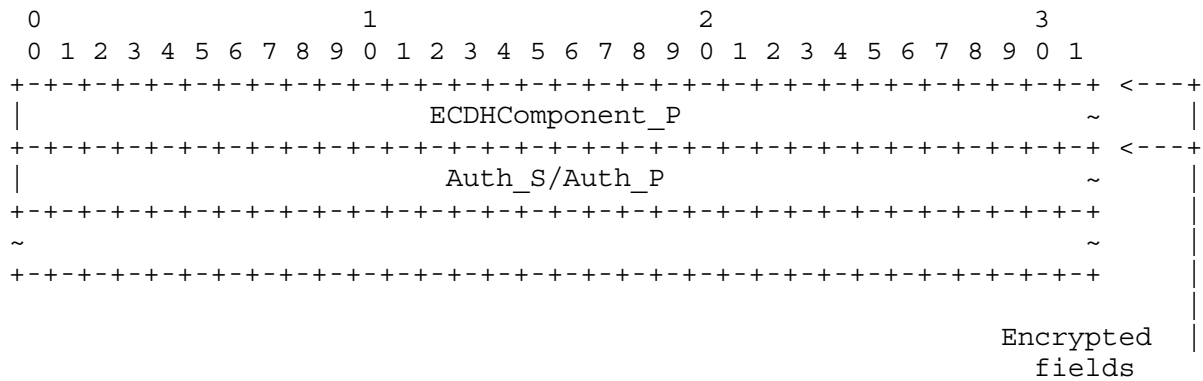 0                   1                   2                   3
 0 1 2 3 4 5 6 7 8 9 0 1 2 3 4 5 6 7 8 9 0 1 2 3 4 5 6 7 8 9 0 1
+-+-+-+-+-+-+-+-+-+-+-+-+-+-+-+-+-+-+-+-+-+-+-+-+-+-+-+-+-+-+-+-+ <---+
|                        ECDHComponent_P                        ~     |
+-+-+-+-+-+-+-+-+-+-+-+-+-+-+-+-+-+-+-+-+-+-+-+-+-+-+-+-+-+-+-+-+ <---+
|                         Auth_S/Auth_P                         ~     |
+-+-+-+-+-+-+-+-+-+-+-+-+-+-+-+-+-+-+-+-+-+-+-+-+-+-+-+-+-+-+-+-+     |
~                                                               ~     |
+-+-+-+-+-+-+-+-+-+-+-+-+-+-+-+-+-+-+-+-+-+-+-+-+-+-+-+-+-+-+-+-+     |
                                                                      |
                                                           Encrypted  |
                                                             fields